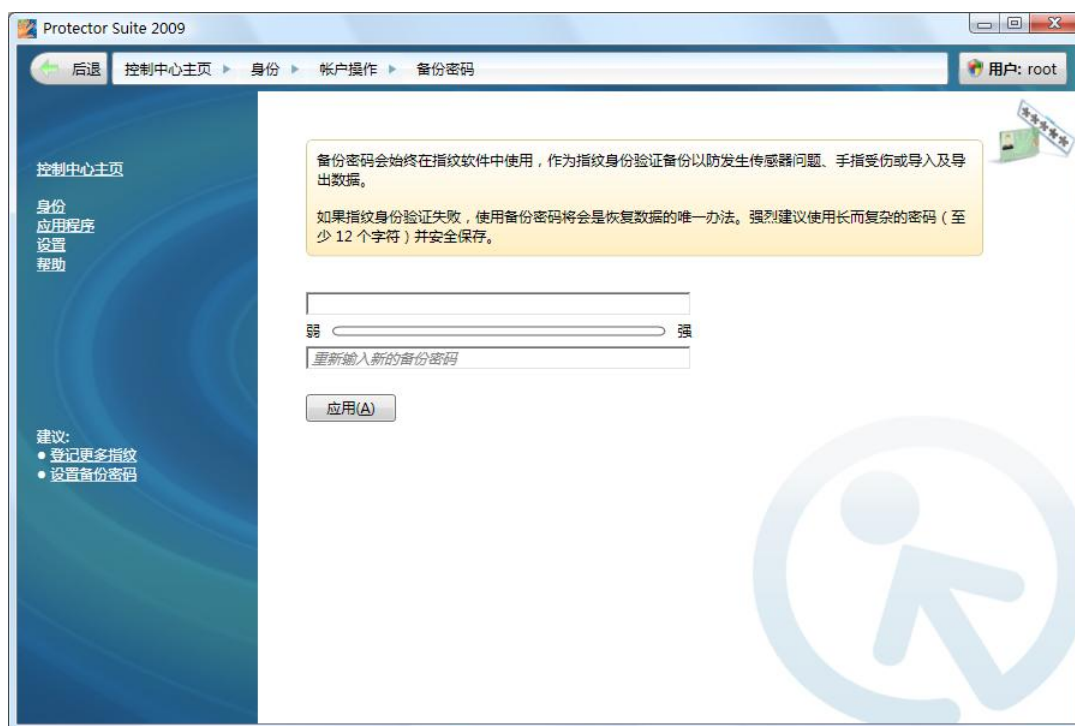 Protector Suite 2009
后退
控制中心主页 身份 帐户操作 备份密码
用户: root
控制中心主页
身份
应用程序
设置
帮助
建议:
登记更多指纹
设置备份密码
备份密码会始终在指纹软件中使用，作为指纹身份验证备份以防发生传感器问题、手指受伤或导入及导
出数据。
如果指纹身份验证失败，使用备份密码将会是恢复数据的唯一办法。强烈建议使用长而复杂的密码（至
少 12 个字符）并安全保存。
弱 强
重新输入新的备份密码
应用(A)
*****